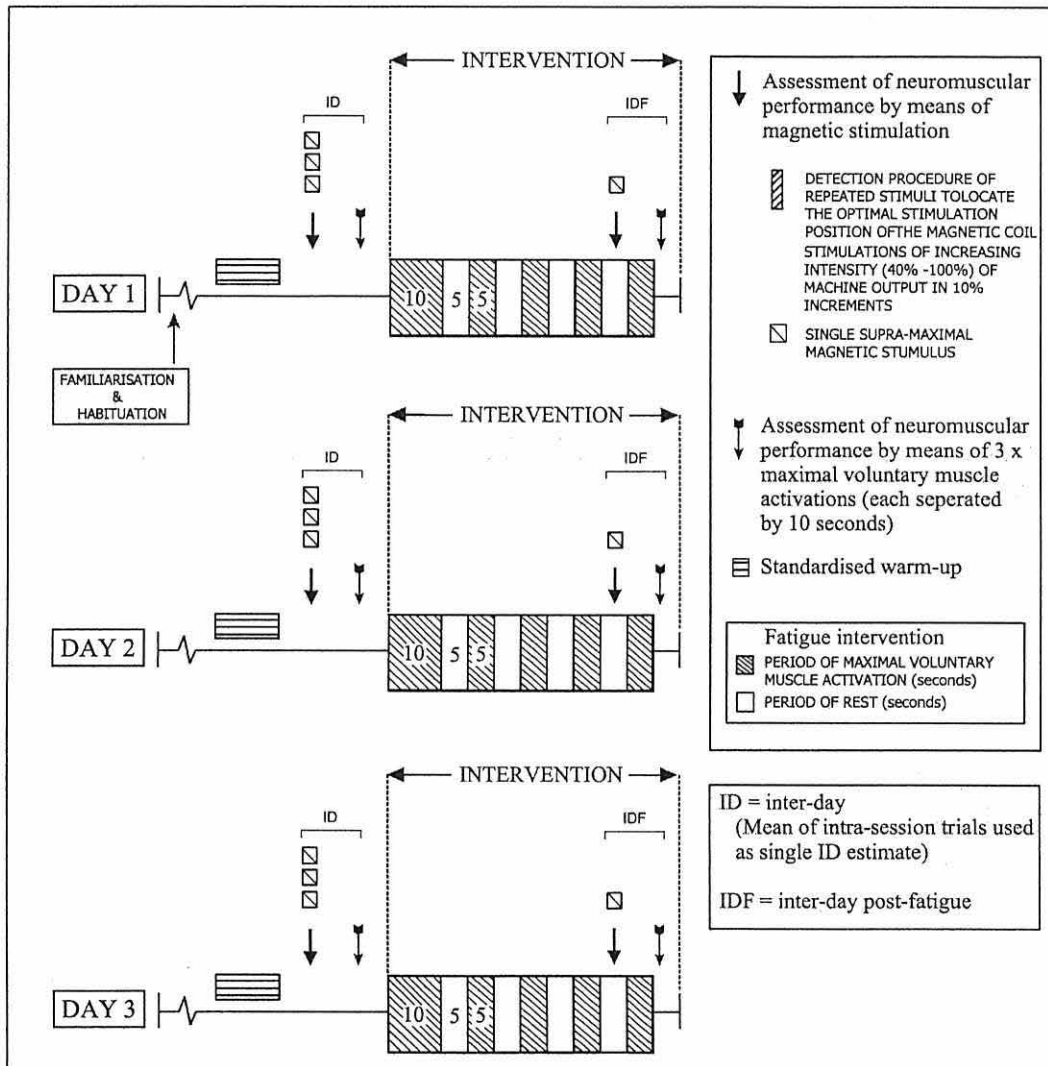 INTERVENTION
ID
IDF
DAY 1
10 5 5
FAMILIARISATION
&
HABITUATION
INTERVENTION
ID
IDF
DAY 2
10 5 5
INTERVENTION
ID
IDF
DAY 3
10 5 5
Assessment of neuromuscular
performance by means of
magnetic stimulation
DETECTION PROCEDURE OF
REPEATED STIMULI TOLOCATE
THE OPTIMAL STIMULATION
POSITION OFTHE MAGNETIC COIL
STIMULATIONS OF INCREASING
INTENSITY (40% -100%) OF
MACHINE OUTPUT IN 10%
INCREMENTS
SINGLE SUPRA-MAXIMAL
MAGNETIC STUMULUS
Assessment of neuromuscular
performance by means of 3 x
maximal voluntary muscle
activations (each seperated
by 10 seconds)
Standardised warm-up
Fatigue intervention
PERIOD OF MAXIMAL VOLUNTARY
MUSCLE ACTIVATION (seconds)
PERIOD OF REST (seconds)
ID = inter-day
(Mean of intra-session trials used
as single ID estimate)
IDF = inter-day post-fatigue